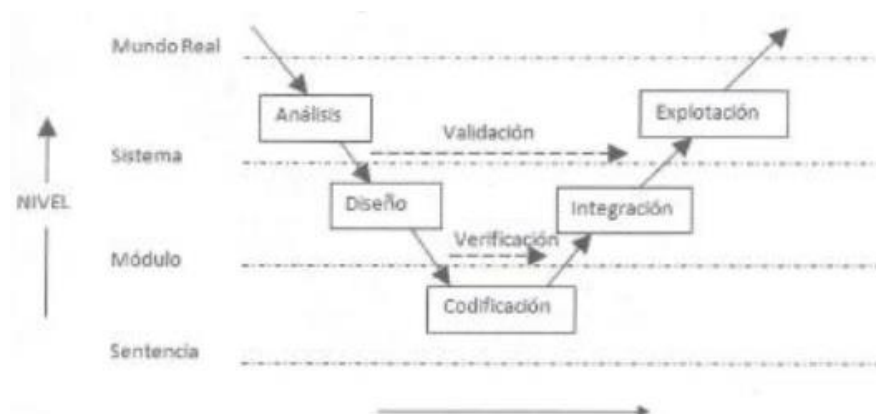 Mundo Real
Análisis
Explotación
Validación
Sistema
NIVEL
Diseño
Integración
Verificación
Módulo
Codificación
Sentencia